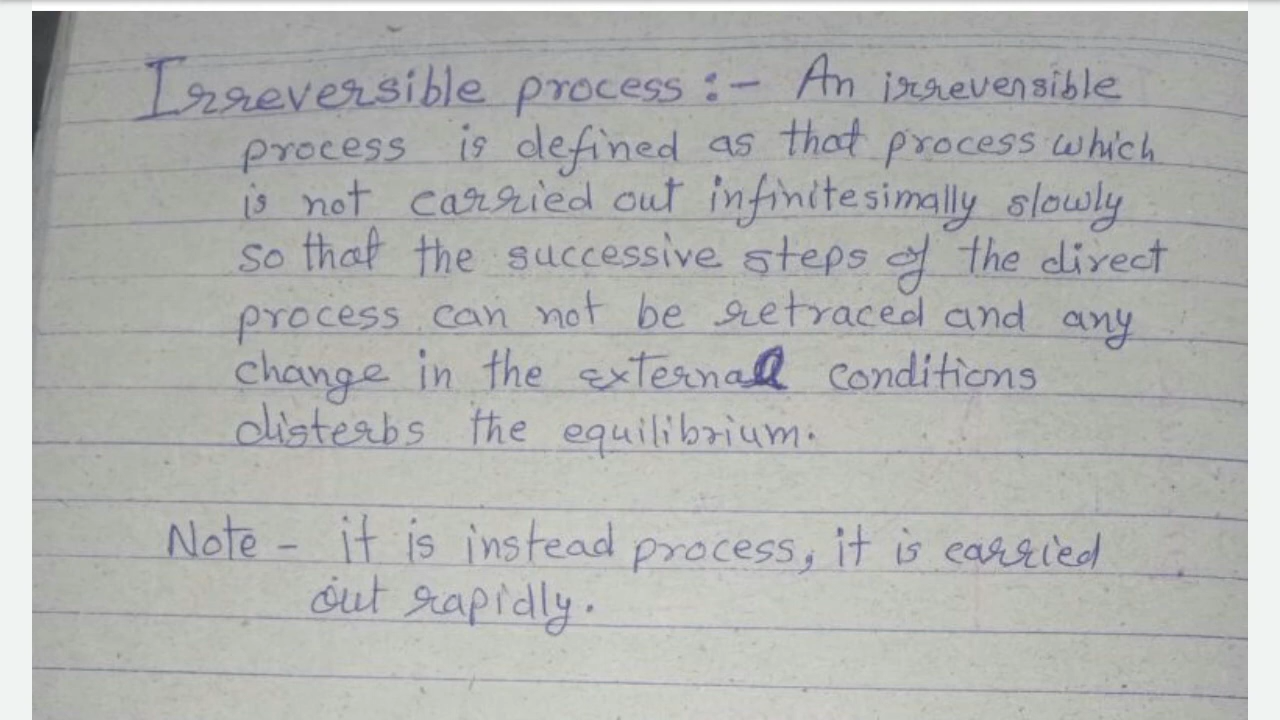 Irreversible process :- An irrevensible
process is defined as that process which
is not carried out infinitesimally slowly
so that the successive steps of the direct
process can not be retraced and any
change in the external conditions
disterbs the equilibrium.
Note - it is instead process, it is carried
out rapidly.